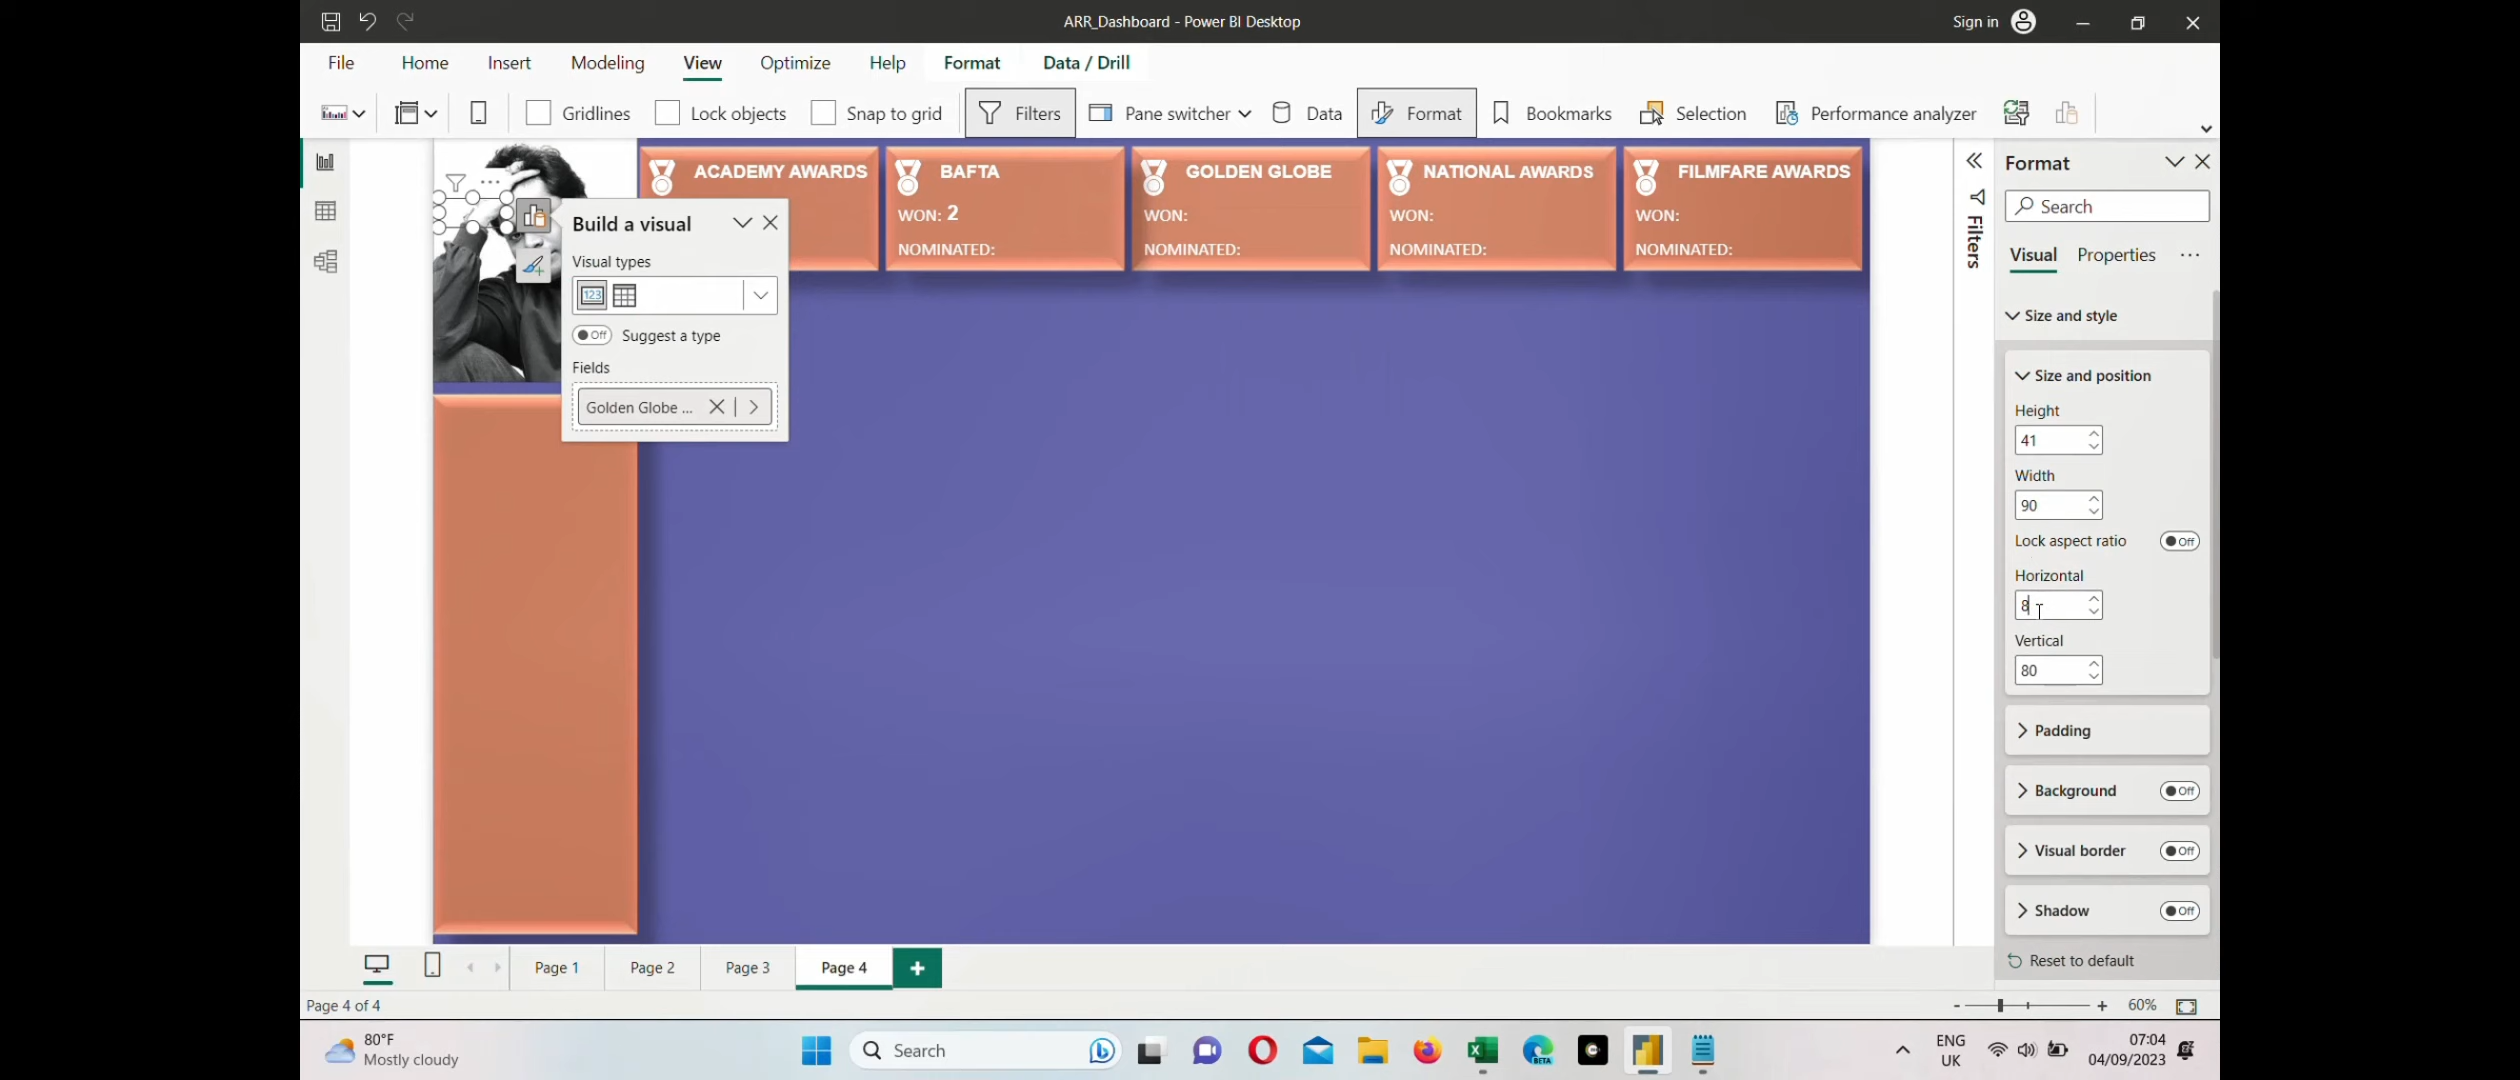 ARR_Dashboard - Power BI Desktop
Sign in
File Home Insert Modeling View Optimize Help Format Data / Drill
Gridlines Lock objects Snap to grid Filters Pane switcher Data Format Bookmarks Selection Performance analyzer
ACADEMY AWARDS
BAFTA
WON: 2
NOMINATED:
GOLDEN GLOBE
WON:
NOMINATED:
NATIONAL AWARDS
WON:
NOMINATED:
FILMFARE AWARDS
WON:
NOMINATED:
Build a visual
Visual types
123
Off Suggest a type
Fields
Golden Globe ...
Filters
Format
Search
Visual Properties ...
Size and style
Size and position
Height
41
Width
90
Lock aspect ratio Off
Horizontal
8
Vertical
80
Padding
Background Off
Visual border Off
Shadow Off
Reset to default
Page 1 Page 2 Page 3 Page 4 +
Page 4 of 4
- + 60%
80°F
Mostly cloudy
Search
BETA
ENG
UK
07:04
04/09/2023